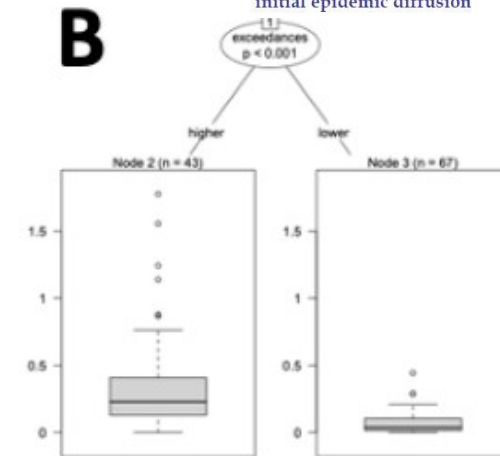 initial epidemic diffusion
B
1
exceedances
p < 0.001
higher
lower
Node 2 (n = 43)
Node 3 (n = 67)
1.5
1
0.5
0
1.5
1
0.5
0